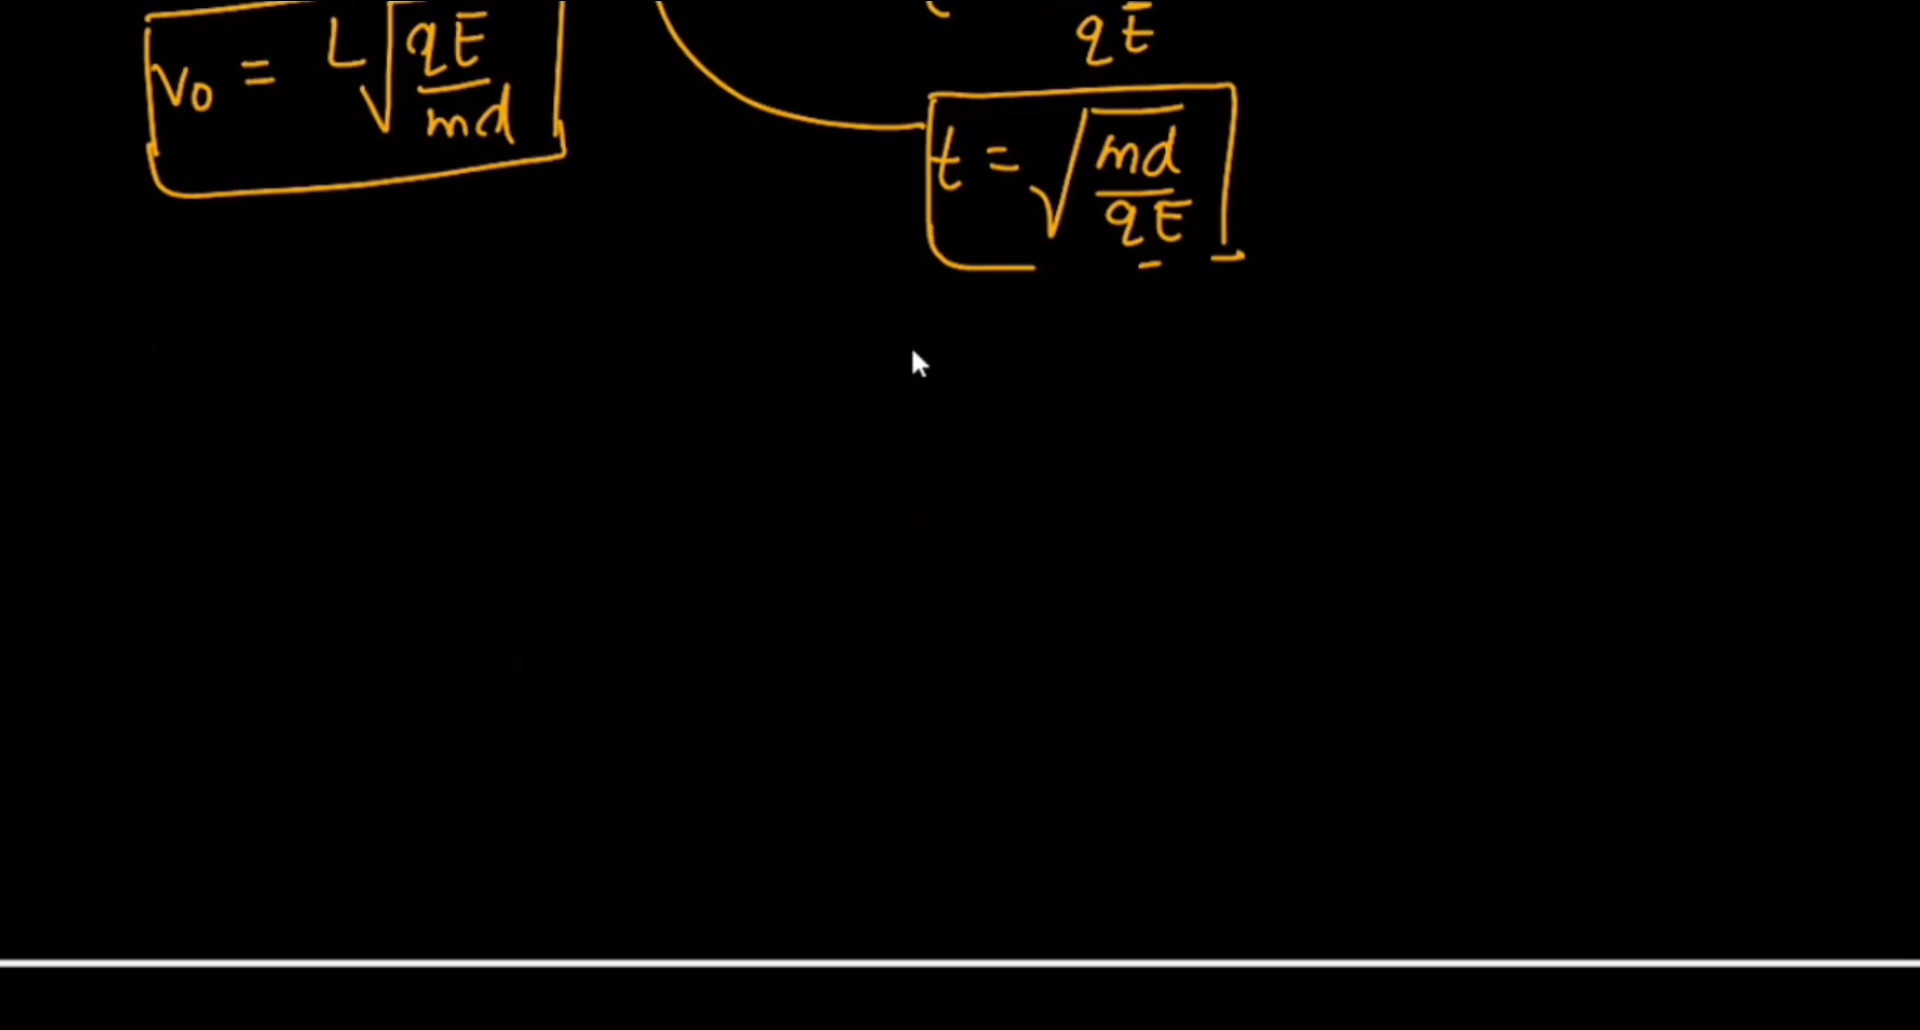 v₀ = L√(qE/md)
qE
t = √(md/qE)